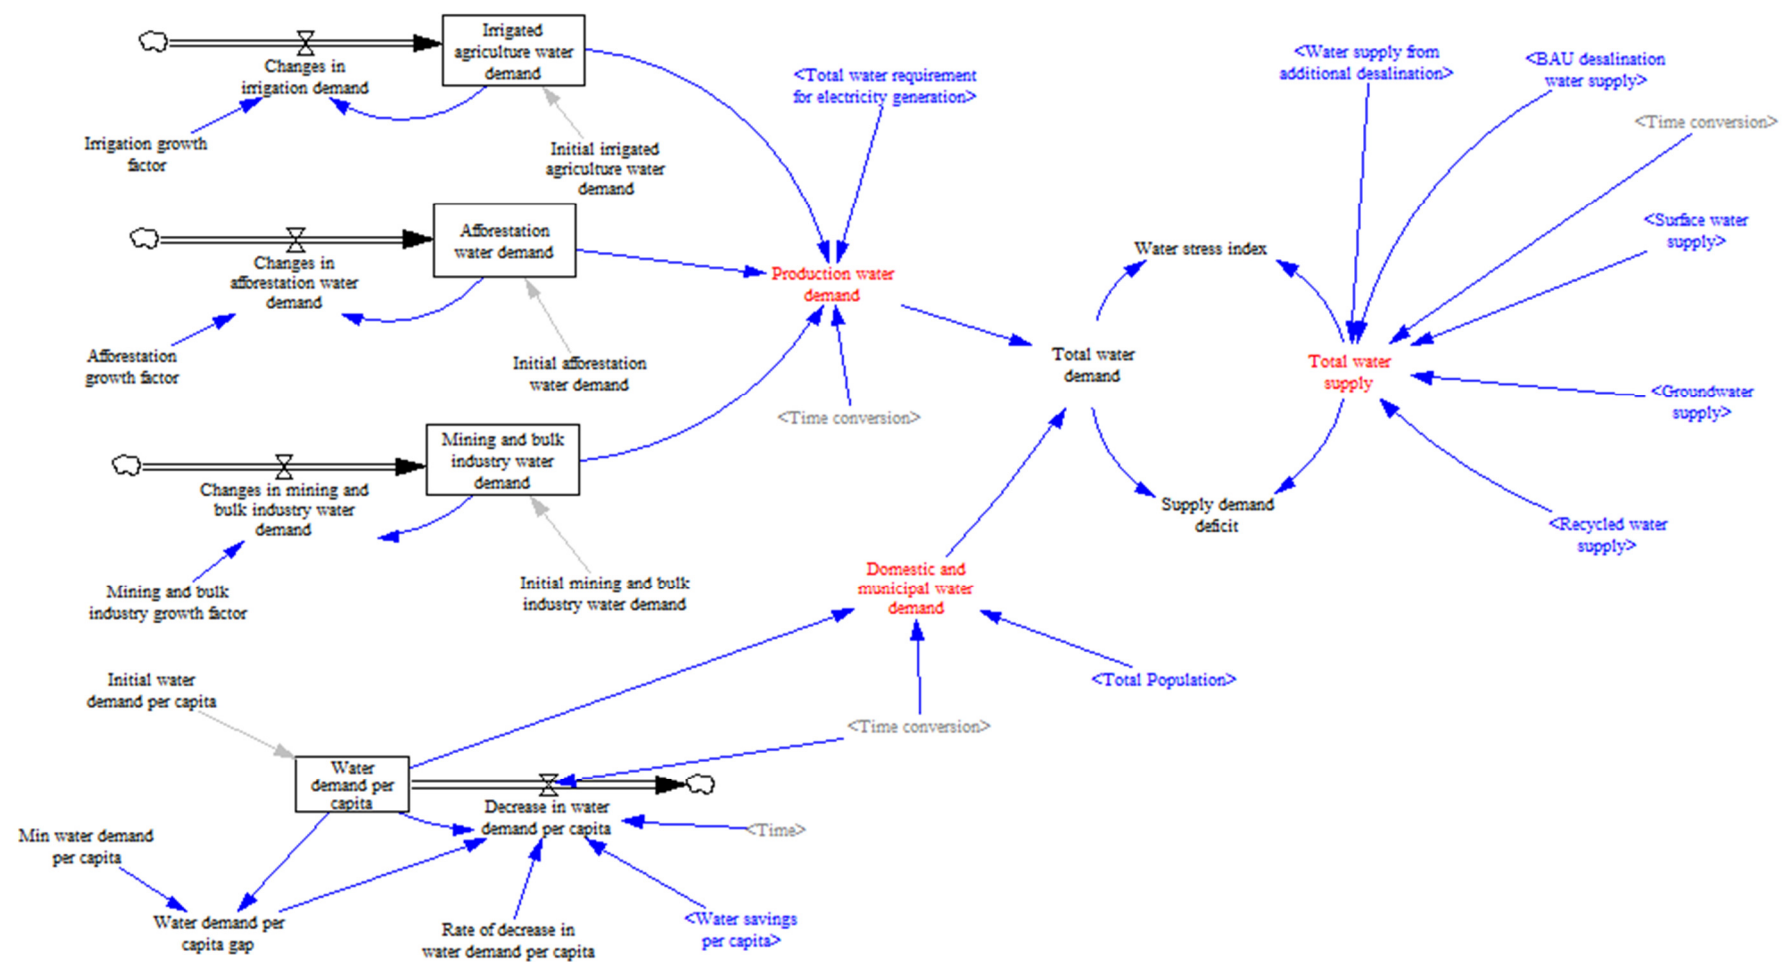 Irrigated
agriculture water
demand
Changes in
irrigation demand
Irrigation growth
factor
Initial irrigated
agriculture water
demand
<Total water requirement
for electricity generation>
<Water supply from
additional desalination>
<BAU desalination
water supply>
<Time conversion>
<Surface water
supply>
Afforestation
water demand
Changes in
afforestation water
demand
Afforestation
growth factor
Initial afforestation
water demand
Production water
demand
<Time conversion>
Water stress index
Total water
demand
Total water
supply
<Groundwater
supply>
<Recycled water
supply>
Supply demand
deficit
Mining and bulk
industry water
demand
Changes in mining and
bulk industry water
demand
Mining and bulk
industry growth factor
Initial mining and bulk
industry water demand
Domestic and
municipal water
demand
<Total Population>
<Time conversion>
Initial water
demand per capita
Water
demand per
capita
Decrease in water
demand per capita
<Time>
Min water demand
per capita
Water demand per
capita gap
Rate of decrease in
water demand per capita
<Water savings
per capita>